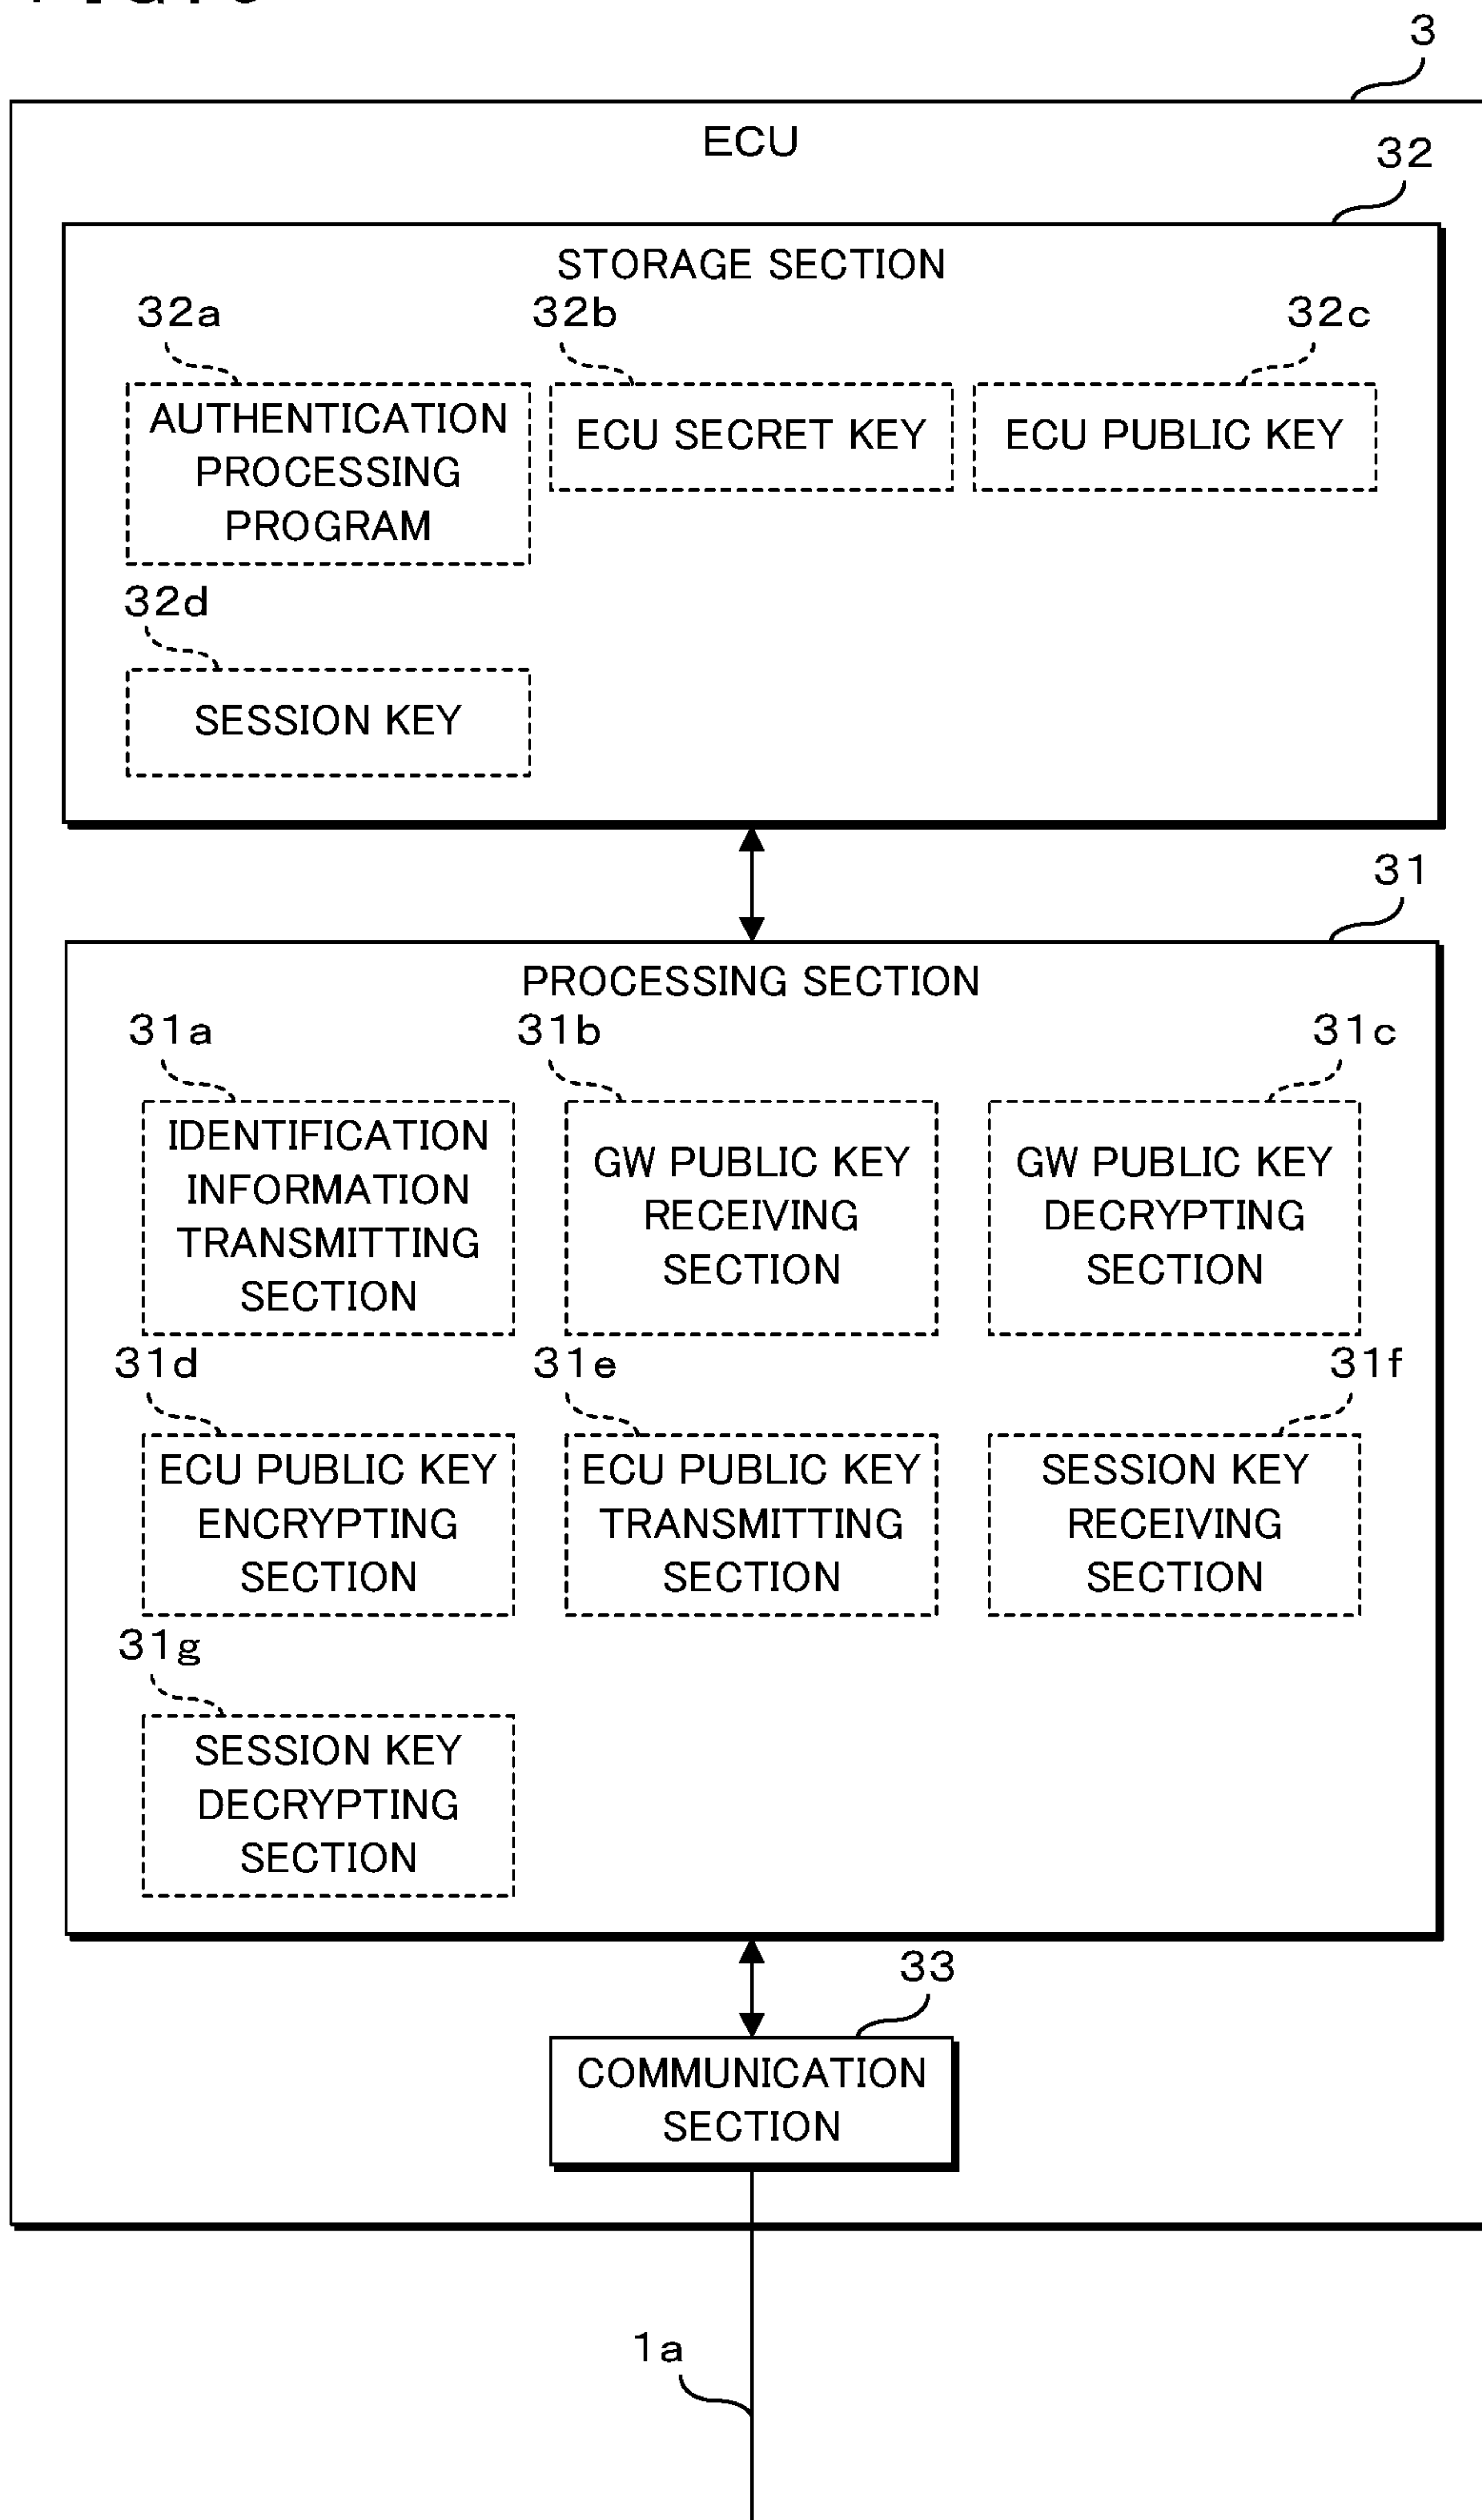 3
ECU
32
STORAGE SECTION
32a 32b 32c
AUTHENTICATION
PROCESSING
PROGRAM
ECU SECRET KEY
ECU PUBLIC KEY
32d
SESSION KEY
31
PROCESSING SECTION
31a 31b 31c
IDENTIFICATION
INFORMATION
TRANSMITTING
SECTION
GW PUBLIC KEY
RECEIVING
SECTION
GW PUBLIC KEY
DECRYPTING
SECTION
31d 31e 31f
ECU PUBLIC KEY
ENCRYPTING
SECTION
ECU PUBLIC KEY
TRANSMITTING
SECTION
SESSION KEY
RECEIVING
SECTION
31g
SESSION KEY
DECRYPTING
SECTION
33
COMMUNICATION
SECTION
1a